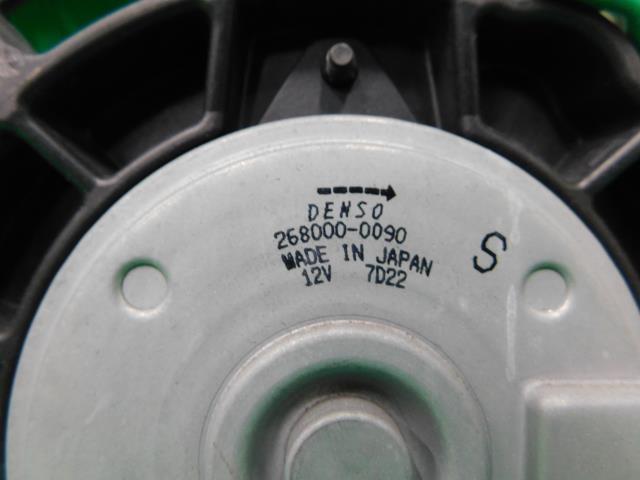 DENSO
268000-0090
MADE IN JAPAN
12V 7D22
S